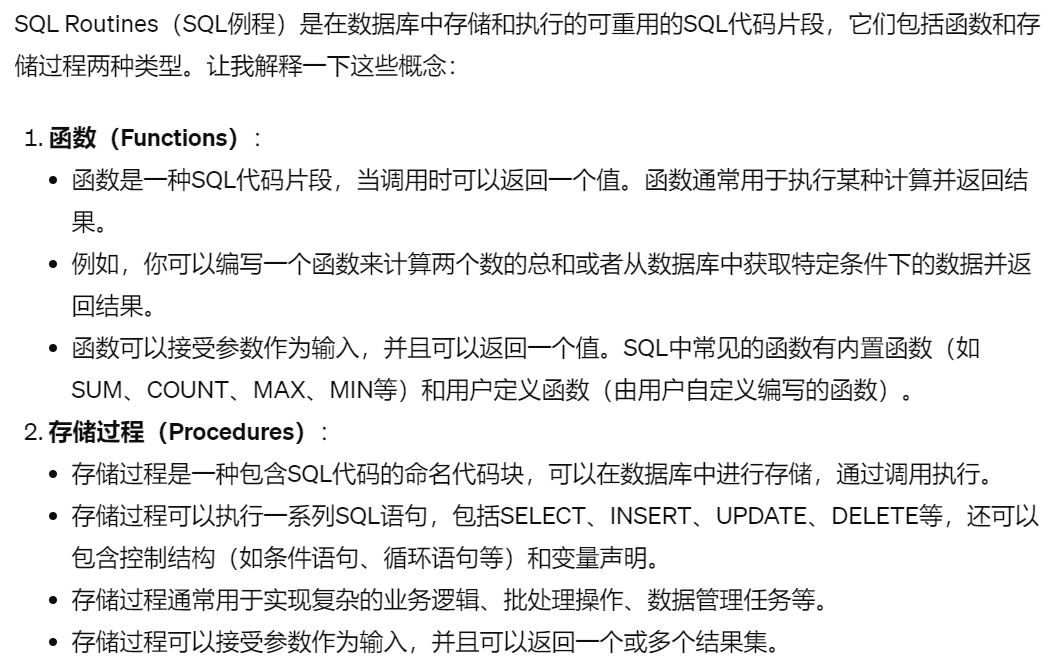 SQL Routines（SQL例程）是在数据库中存储和执行的可重用的SQL代码片段，它们包括函数和存
储过程两种类型。让我解释一下这些概念：
1. 函数（Functions）：
• 函数是一种SQL代码片段，当调用时可以返回一个值。函数通常用于执行某种计算并返回结
果。
• 例如，你可以编写一个函数来计算两个数的总和或者从数据库中获取特定条件下的数据并返
回结果。
• 函数可以接受参数作为输入，并且可以返回一个值。SQL中常见的函数有内置函数（如
SUM、COUNT、MAX、MIN等）和用户定义函数（由用户自定义编写的函数）。
2. 存储过程（Procedures）：
• 存储过程是一种包含SQL代码的命名代码块，可以在数据库中进行存储，通过调用执行。
• 存储过程可以执行一系列SQL语句，包括SELECT、INSERT、UPDATE、DELETE等，还可以
包含控制结构（如条件语句、循环语句等）和变量声明。
• 存储过程通常用于实现复杂的业务逻辑、批处理操作、数据管理任务等。
• 存储过程可以接受参数作为输入，并且可以返回一个或多个结果集。